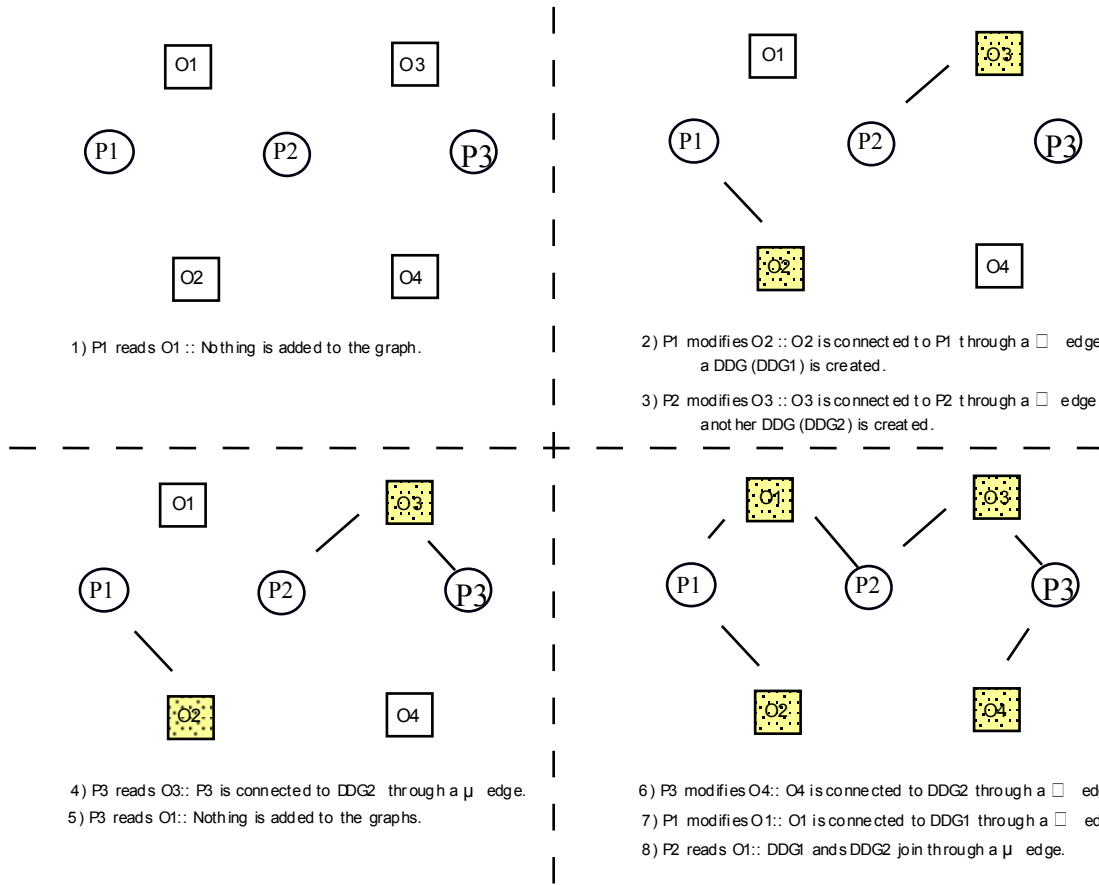 O1
O3
P1
P2
P3
O2
O4
1) P1 reads O1 :: Nothing is added to the graph.
O1
O3
P1
P2
P3
O2
O4
2) P1 modifies O2 :: O2 is connected to P1 through a □ edge
a DDG (DDG1) is created.
3) P2 modifies O3 :: O3 is connected to P2 through a □ edge
another DDG (DDG2) is created.
O1
O3
P1
P2
P3
O2
O4
4) P3 reads O3:: P3 is connected to DDG2 through a μ edge.
5) P3 reads O1:: Nothing is added to the graphs.
O1
O3
P1
P2
P3
O2
O4
6) P3 modifies O4:: O4 is connected to DDG2 through a □ ed
7) P1 modifies O1:: O1 is connected to DDG1 through a □ ed
8) P2 reads O1:: DDG1 ands DDG2 join through a μ edge.